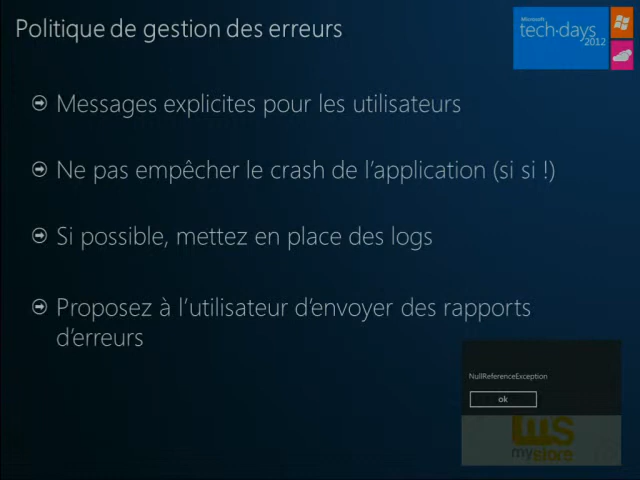 Politique de gestion des erreurs
Microsoft
tech·days
2012
Messages explicites pour les utilisateurs
Ne pas empêcher le crash de l'application (si si !)
Si possible, mettez en place des logs
Proposez à l'utilisateur d'envoyer des rapports
d'erreurs
NullReferenceException
ok
mystore